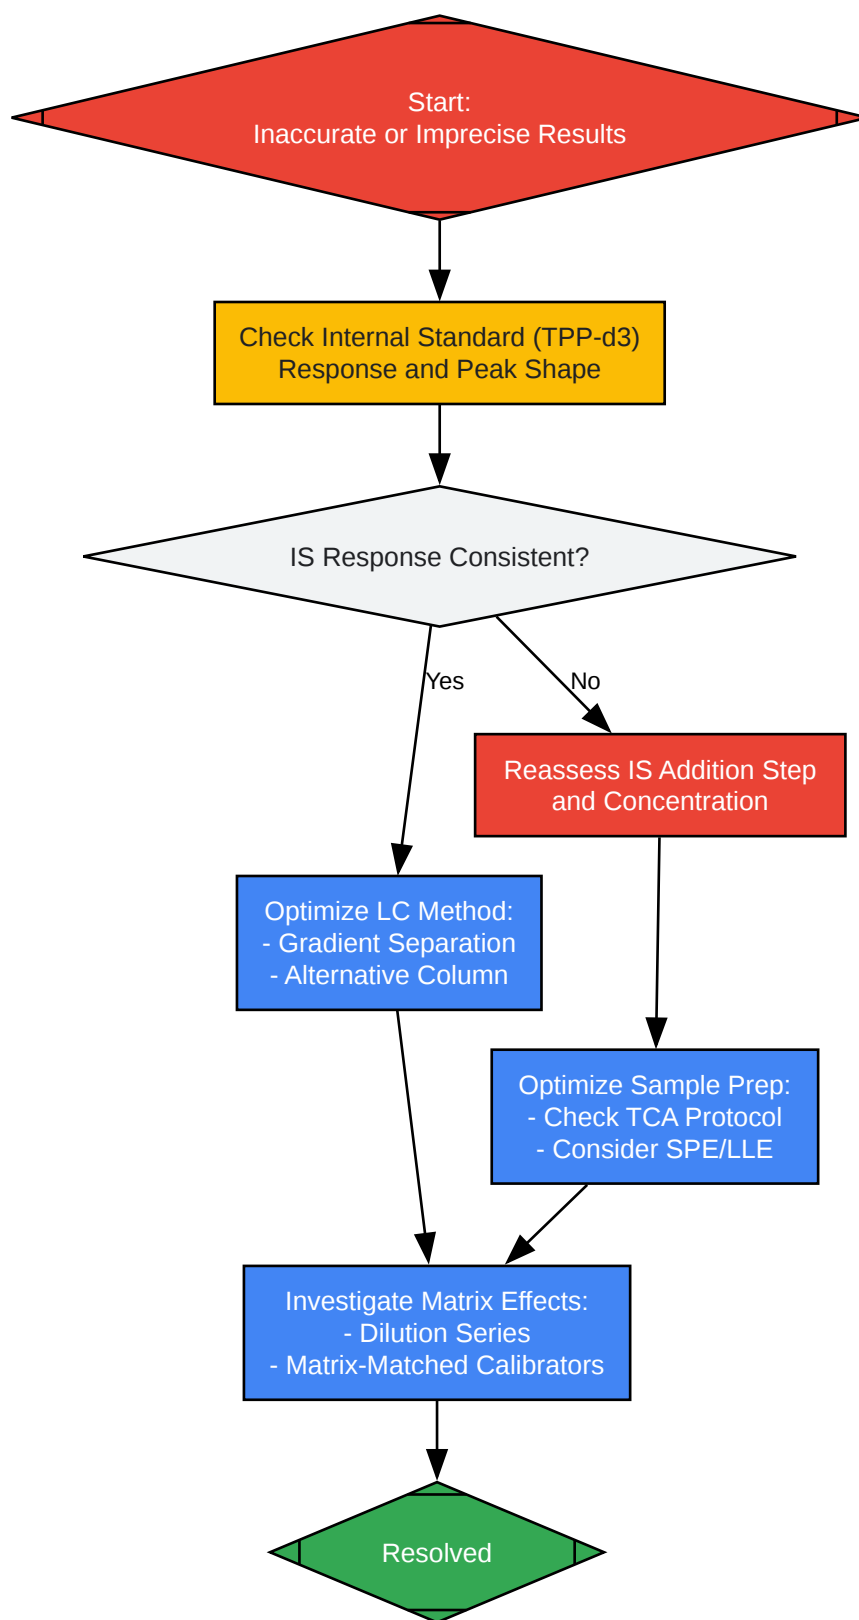 Start:
Inaccurate or Imprecise Results
Check Internal Standard (TPP-d3)
Response and Peak Shape
IS Response Consistent?
Yes
No
Reassess IS Addition Step
and Concentration
Optimize LC Method:
- Gradient Separation
- Alternative Column
Optimize Sample Prep:
- Check TCA Protocol
- Consider SPE/LLE
Investigate Matrix Effects:
- Dilution Series
- Matrix-Matched Calibrators
Resolved